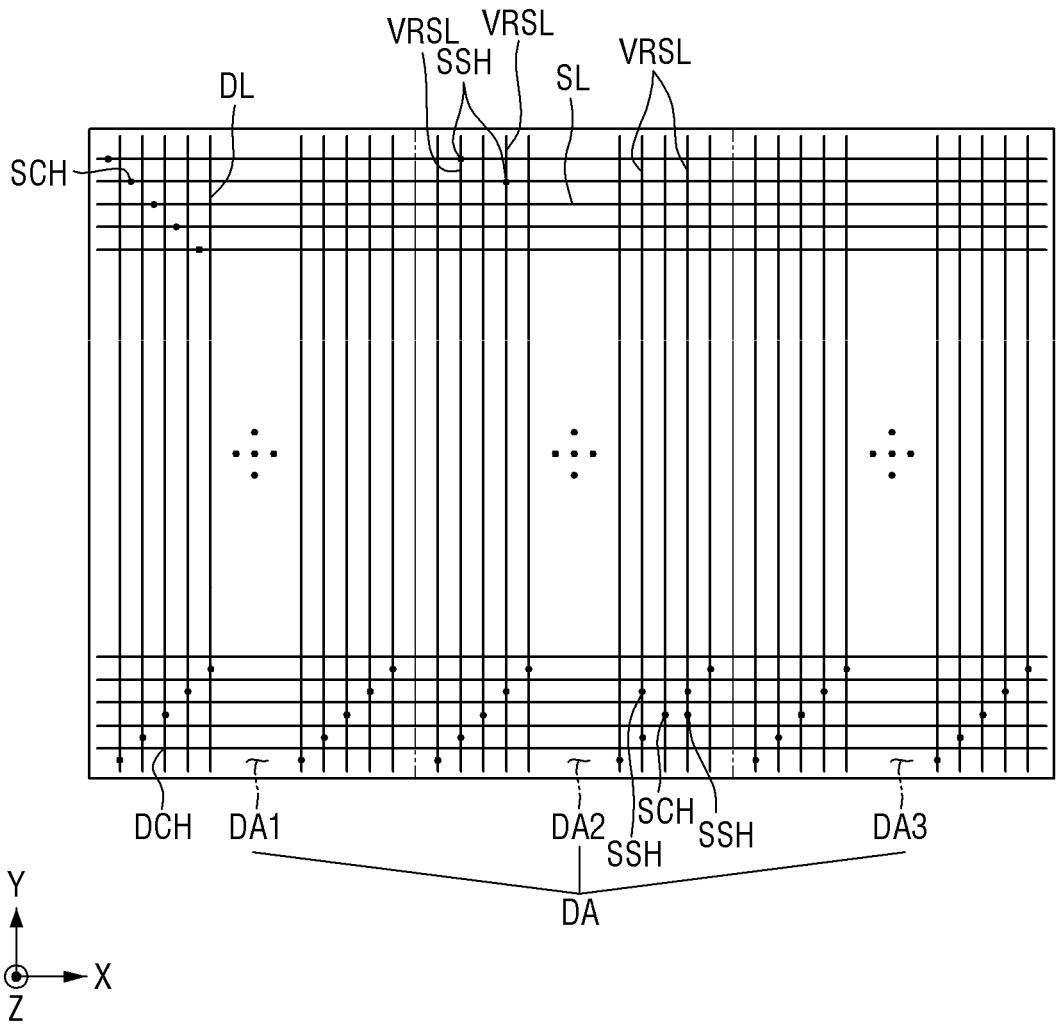 VRSL VRSL
SSH VRSL
DL SL
SCH
DCH DA1 DA2 SSH SCH SSH DA3
DA
Y
X
Z